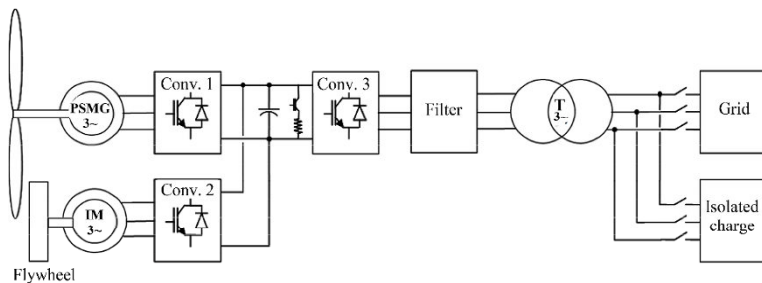 PSMG
3~
Conv. 1
Conv. 3
Filter
T
3~
Grid
IM
3~
Conv. 2
Isolated
charge
Flywheel